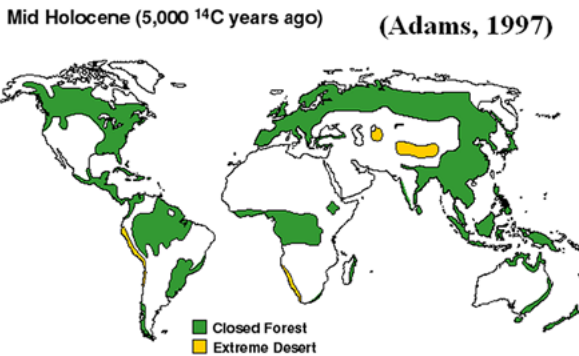 Mid Holocene (5,000 ¹⁴C years ago)
(Adams, 1997)
Closed Forest
Extreme Desert